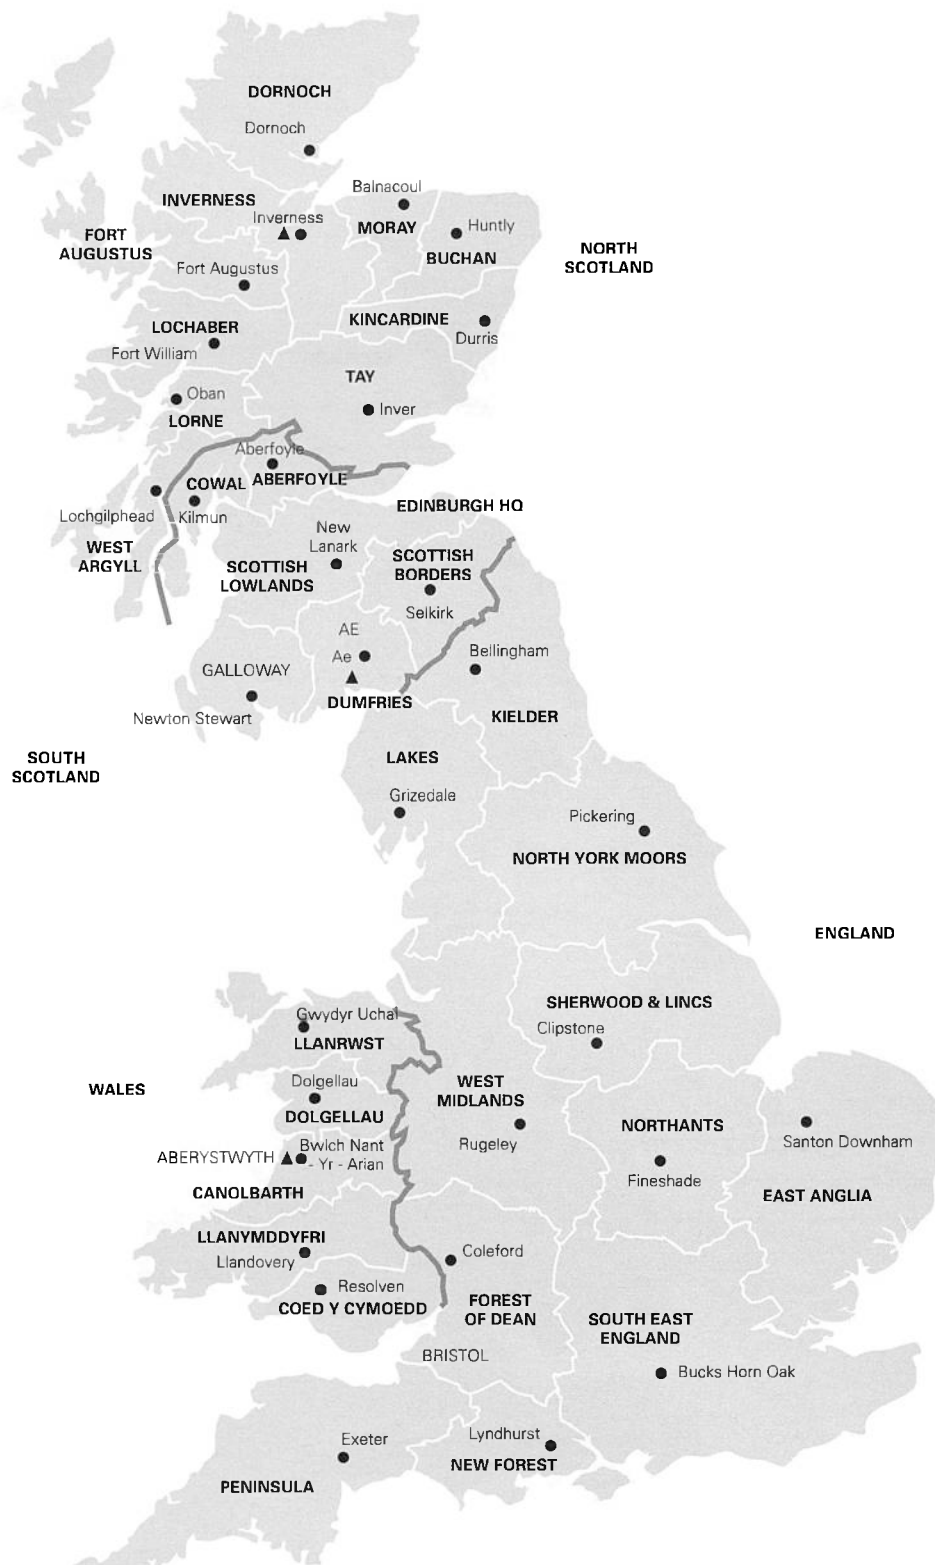 DORNOCH
Dornoch
Balnacoul
INVERNESS
Inverness
MORAY
Huntly
FORT
AUGUSTUS
BUCHAN
NORTH
SCOTLAND
Fort Augustus
KINCARDINE
LOCHABER
Durris
Fort William
TAY
Oban
Inver
LORNE
Aberfoyle
COWAL
ABERFOYLE
Lochgilphead
Kilmun
EDINBURGH HQ
WEST
ARGYLL
New
Lanark
SCOTTISH
BORDERS
SCOTTISH
LOWLANDS
Selkirk
AE
Ae
Bellingham
GALLOWAY
DUMFRIES
Newton Stewart
KIELDER
SOUTH
SCOTLAND
LAKES
Grizedale
Pickering
NORTH YORK MOORS
ENGLAND
SHERWOOD & LINCS
Gwydyr Uchal
Clipstone
LLANRWST
WALES
Dolgellau
WEST
MIDLANDS
DOLGELLAU
NORTHANTS
Rugeley
Santon Downham
ABERYSTWYTH
Bwlch Nant
- Yr - Arian
Fineshade
CANOLBARTH
EAST ANGLIA
LLANYMDDYFRI
Llandovery
Coleford
Resolven
COED Y CYMOEDD
FOREST
OF DEAN
SOUTH EAST
ENGLAND
BRISTOL
Bucks Horn Oak
Exeter
Lyndhurst
NEW FOREST
PENINSULA